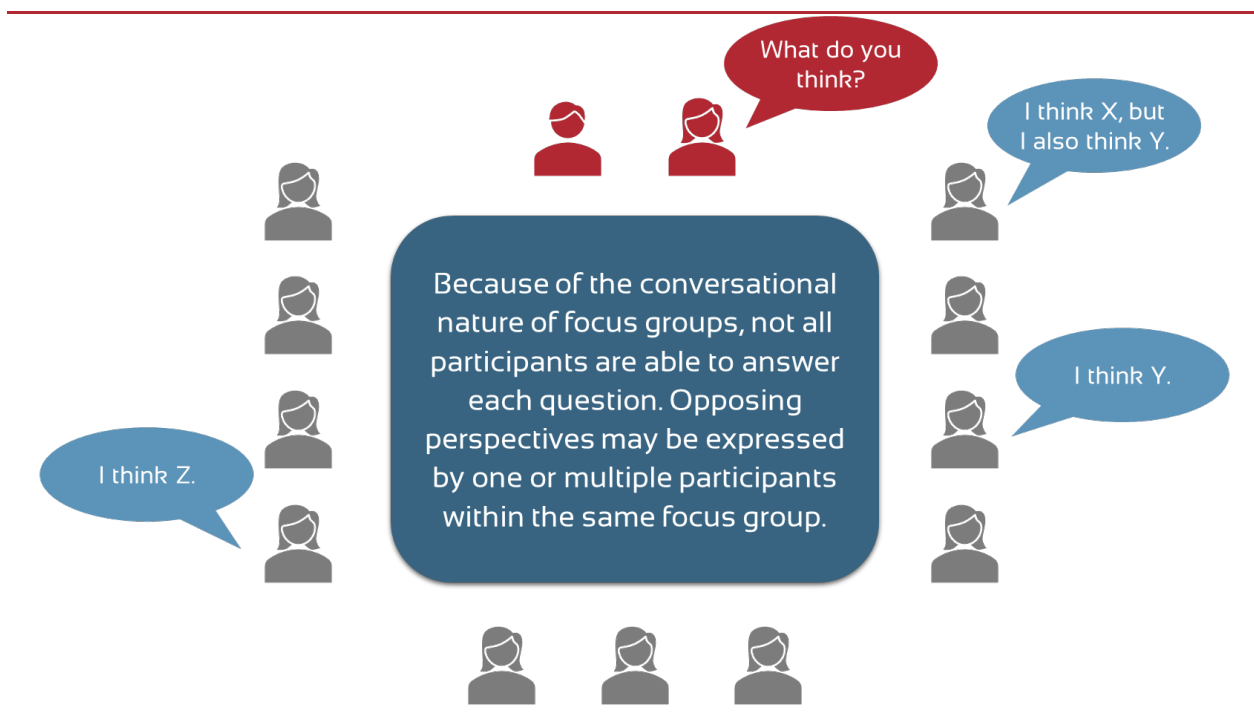 What do you
think?
I think X, but
I also think Y.
Because of the conversational
nature of focus groups, not all
participants are able to answer
each question. Opposing
perspectives may be expressed
by one or multiple participants
within the same focus group.
I think Y.
I think Z.